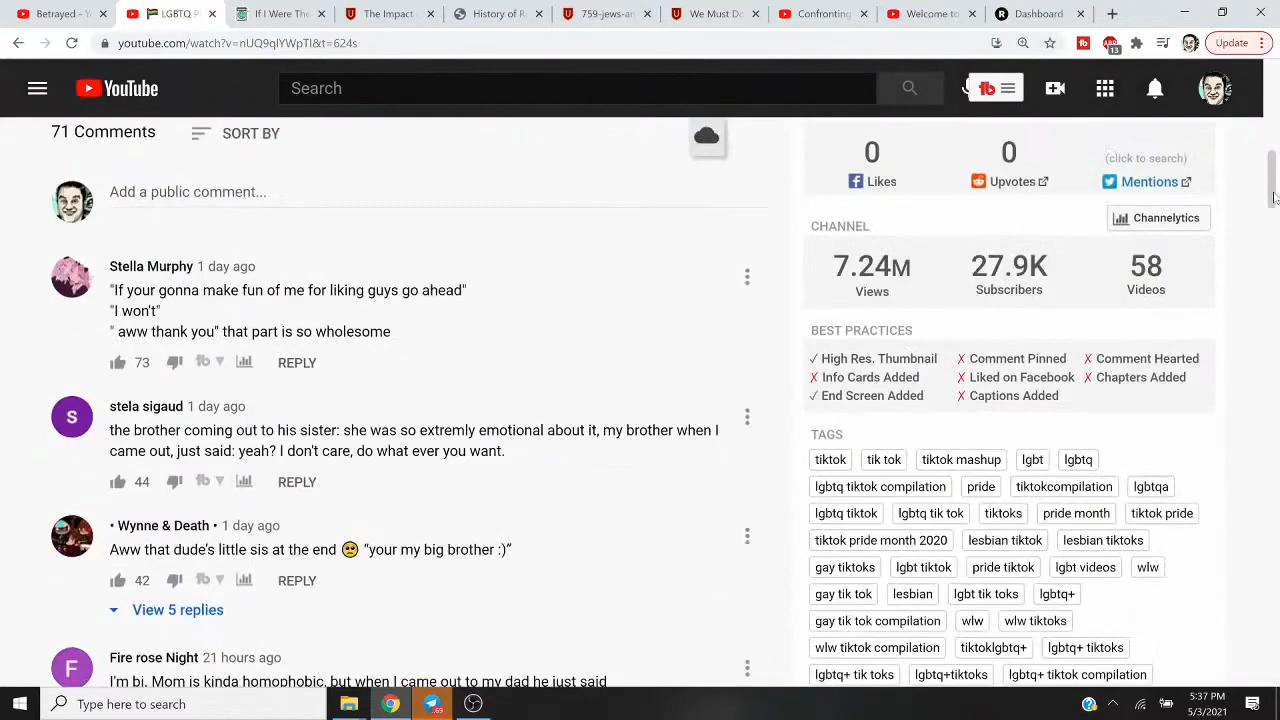 Betrayed - Y
LGBTQ P
If I Were The
The Impact
History of R
759-jews-an
We Must Do
Confronting
Welcome to
Dashboard
youtube.com/watch?v=nUQ9qIYWpTI&t=624s
13
Update
YouTube
Search
71 Comments
SORT BY
Add a public comment...
Stella Murphy 1 day ago
"If your gonna make fun of me for liking guys go ahead"
"I won't"
" aww thank you" that part is so wholesome
73
REPLY
S
stela sigaud 1 day ago
the brother coming out to his sister: she was so extremly emotional about it, my brother when I
came out, just said: yeah? I don't care, do what ever you want.
44
REPLY
• Wynne & Death • 1 day ago
Aww that dude's little sis at the end 🥺 "your my big brother :)"
42
REPLY
View 5 replies
F
Fire rose Night 21 hours ago
I'm bi. Mom is kinda homophobic, but when I came out to my dad he just said
0 0 (click to search)
Likes Upvotes Mentions
Channelytics
CHANNEL
7.24M 27.9K 58
Views Subscribers Videos
BEST PRACTICES
✓ High Res. Thumbnail ✗ Comment Pinned ✗ Comment Hearted
✗ Info Cards Added ✗ Liked on Facebook ✗ Chapters Added
✓ End Screen Added ✗ Captions Added
TAGS
tiktok tik tok tiktok mashup lgbt lgbtq
lgbtq tiktok compilation pride tiktokcompilation lgbtqa
lgbtq tiktok lgbtq tik tok tiktoks pride month tiktok pride
tiktok pride month 2020 lesbian tiktok lesbian tiktoks
gay tiktoks lgbt tiktok pride tiktok lgbt videos wlw
gay tik tok lesbian lgbt tik toks lgbtq+
gay tik tok compilation wlw wlw tiktoks
wlw tiktok compilation tiktoklgbtq+ lgbtq+ tiktoks
lgbtq+ tik toks lgbtq+tiktoks lgbtq+ tiktok compilation
Type here to search
5:37 PM
5/3/2021